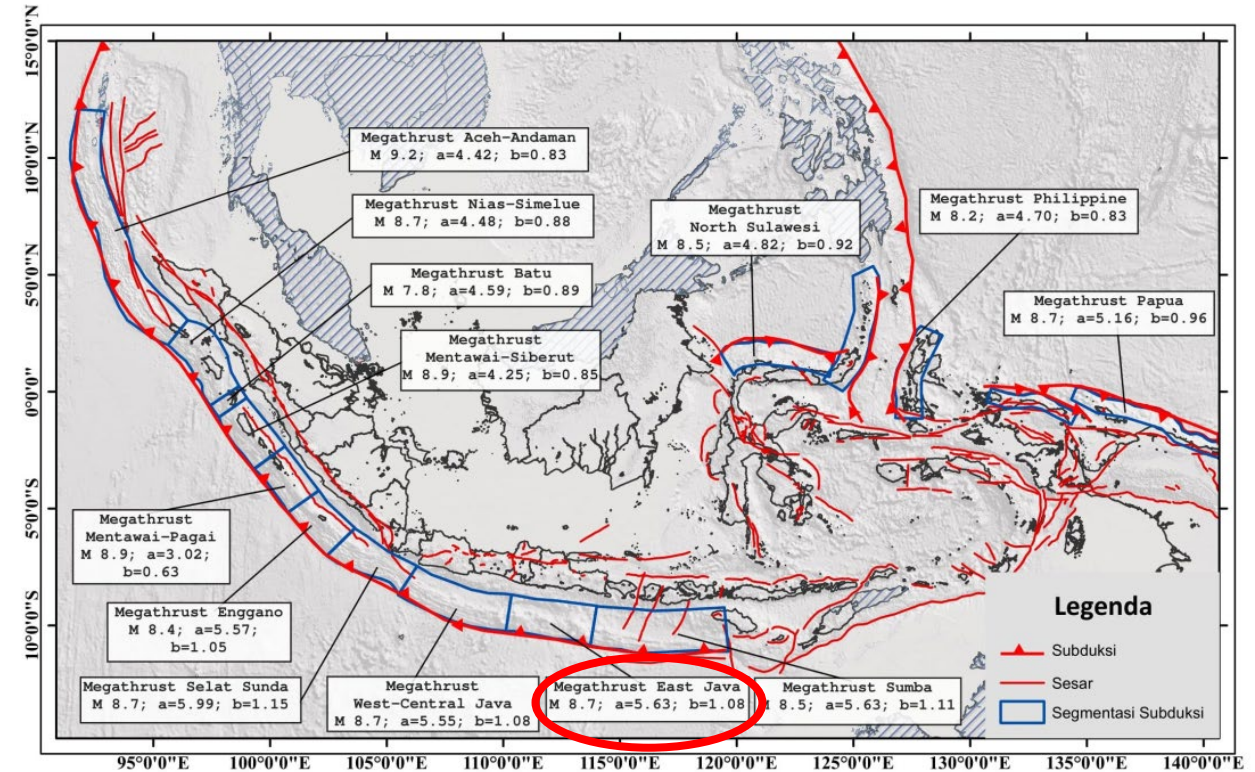 15°0'0"N
10°0'0"N
5°0'0"N
0°0'0"
5°0'0"S
10°0'0"S
Megathrust Aceh-Andaman
M 9.2; a=4.42; b=0.83
Megathrust Nias-Simelue
M 8.7; a=4.48; b=0.88
Megathrust Batu
M 7.8; a=4.59; b=0.89
Megathrust
Mentawai-Siberut
M 8.9; a=4.25; b=0.85
Megathrust
North Sulawesi
M 8.5; a=4.82; b=0.92
Megathrust Philippine
M 8.2; a=4.70; b=0.83
Megathrust Papua
M 8.7; a=5.16; b=0.96
Megathrust
Mentawai-Pagai
M 8.9; a=3.02;
b=0.63
Megathrust Enggano
M 8.4; a=5.57;
b=1.05
Megathrust Selat Sunda
M 8.7; a=5.99; b=1.15
Megathrust
West-Central Java
M 8.7; a=5.55; b=1.08
Megathrust East Java
M 8.7; a=5.63; b=1.08
Megathrust Sumba
M 8.5; a=5.63; b=1.11
Legenda
Subduksi
Sesar
Segmentasi Subduksi
95°0'0"E
100°0'0"E
105°0'0"E
110°0'0"E
115°0'0"E
120°0'0"E
125°0'0"E
130°0'0"E
135°0'0"E
140°0'0"E